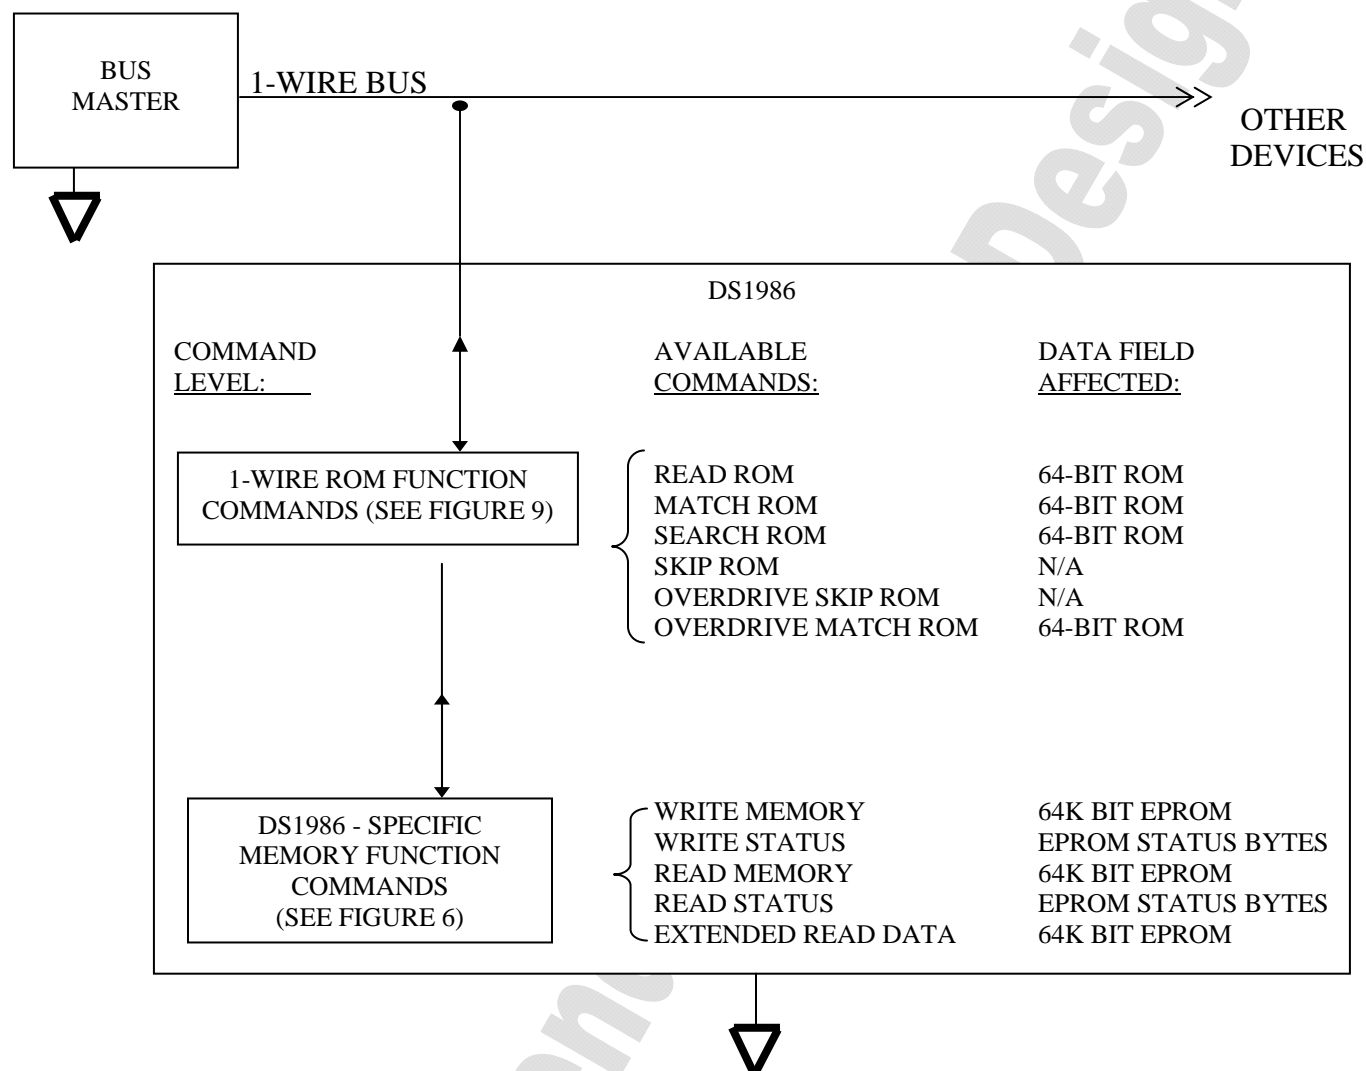 BUS
MASTER
1-WIRE BUS
OTHER
DEVICES
DS1986
COMMAND
LEVEL:
AVAILABLE
COMMANDS:
DATA FIELD
AFFECTED:
1-WIRE ROM FUNCTION
COMMANDS (SEE FIGURE 9)
READ ROM 64-BIT ROM
MATCH ROM 64-BIT ROM
SEARCH ROM 64-BIT ROM
SKIP ROM N/A
OVERDRIVE SKIP ROM N/A
OVERDRIVE MATCH ROM 64-BIT ROM
DS1986 - SPECIFIC
MEMORY FUNCTION
COMMANDS
(SEE FIGURE 6)
WRITE MEMORY 64K BIT EPROM
WRITE STATUS EPROM STATUS BYTES
READ MEMORY 64K BIT EPROM
READ STATUS EPROM STATUS BYTES
EXTENDED READ DATA 64K BIT EPROM
Desig